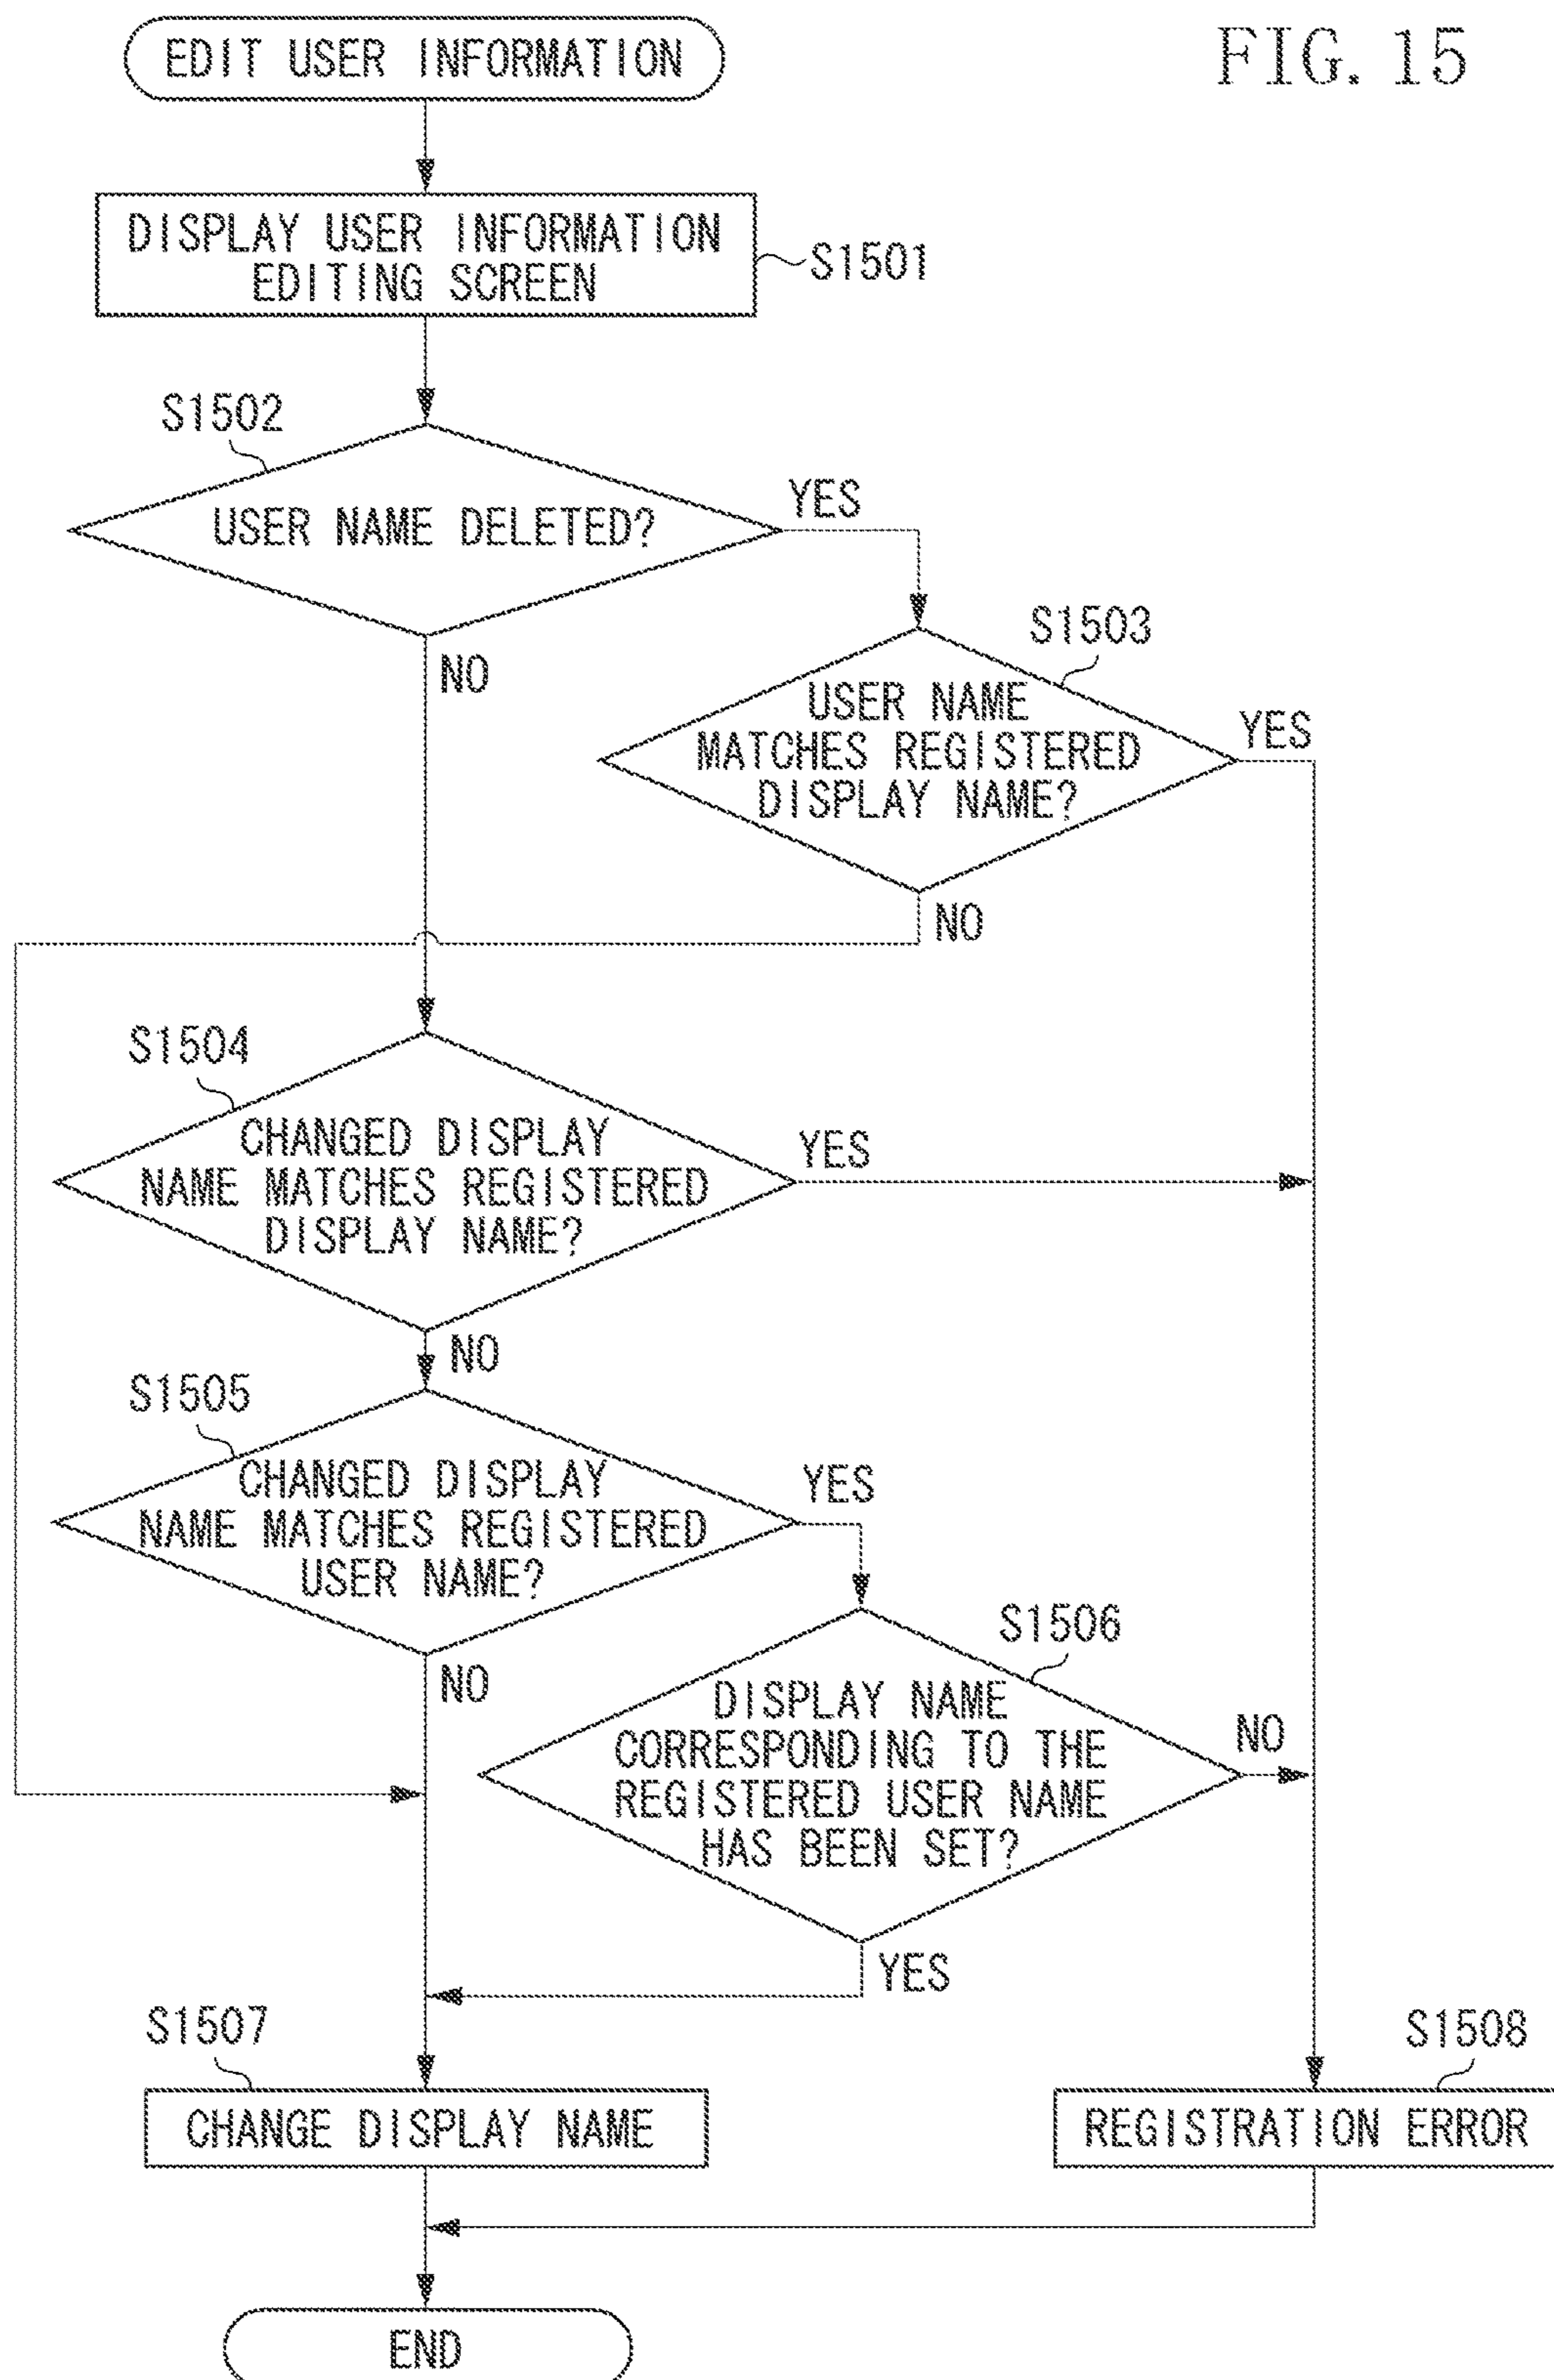 FIG. 15
EDIT USER INFORMATION
DISPLAY USER INFORMATION
EDITING SCREEN
S1501
S1502
USER NAME DELETED?
YES
NO
S1503
USER NAME
MATCHES REGISTERED
DISPLAY NAME?
YES
NO
S1504
CHANGED DISPLAY
NAME MATCHES REGISTERED
DISPLAY NAME?
YES
NO
S1505
CHANGED DISPLAY
NAME MATCHES REGISTERED
USER NAME?
YES
NO
S1506
DISPLAY NAME
CORRESPONDING TO THE
REGISTERED USER NAME
HAS BEEN SET?
NO
YES
S1507
CHANGE DISPLAY NAME
S1508
REGISTRATION ERROR
END